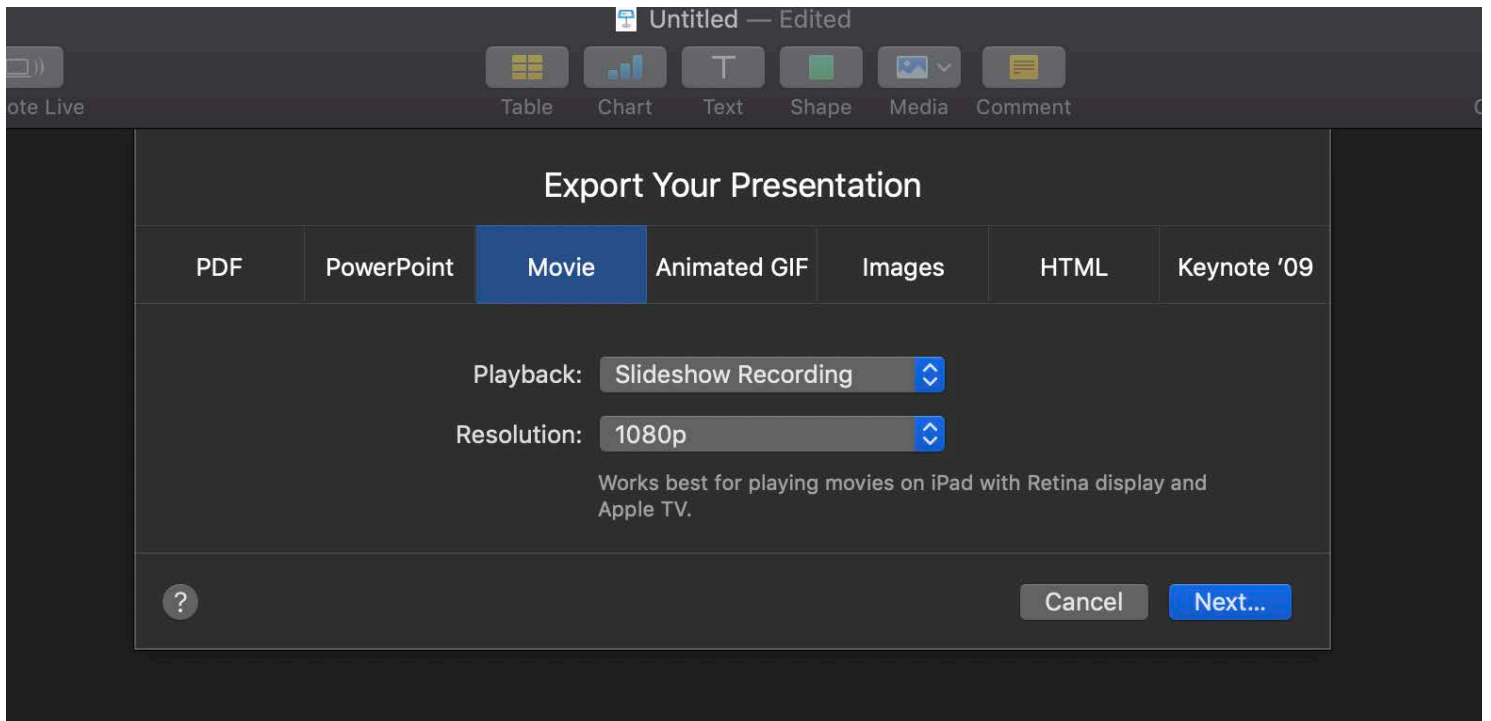 Untitled — Edited
ote Live
Table Chart Text Shape Media Comment
Export Your Presentation
PDF PowerPoint Movie Animated GIF Images HTML Keynote ’09
Playback: Slideshow Recording
Resolution: 1080p
Works best for playing movies on iPad with Retina display and
Apple TV.
? Cancel Next...